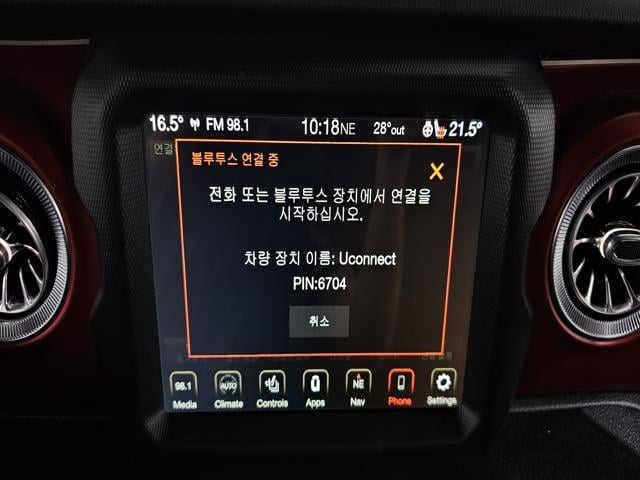 16.5° FM 98.1 10:18NE 28°out 21.5°
연결
블루투스 연결 중
X
전화 또는 블루투스 장치에서 연결을
시작하십시오.
차량 장치 이름: Uconnect
PIN:6704
취소
98.1 AUTO NE
Media Climate Controls Apps Nav Phone Settings